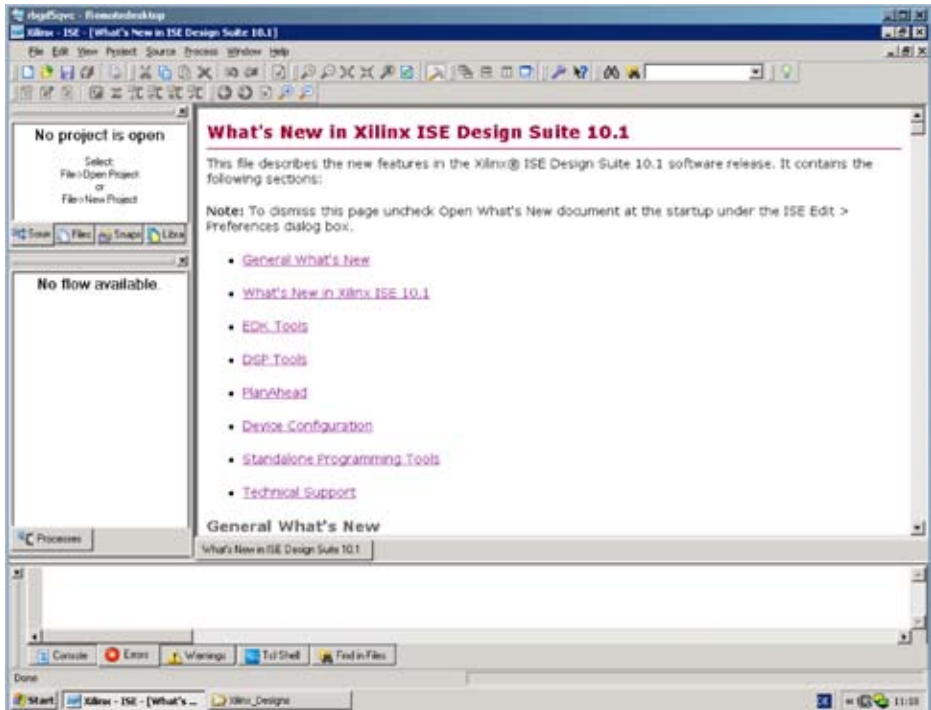 Xilinx - ISE - [What's New in ISE Design Suite 10.1]
File Edit View Project Source Process Window Help
No project is open
Select:
File->Open Project
or
File->New Project
Files
Snaps
Libra
No flow available.
Processes
What's New in Xilinx ISE Design Suite 10.1
This file describes the new features in the Xilinx® ISE Design Suite 10.1 software release. It contains the
following sections:
Note: To dismiss this page uncheck Open What's New document at the startup under the ISE Edit >
Preferences dialog box.
• General What's New
• What's New in Xilinx ISE 10.1
• EDK Tools
• DSP Tools
• PlanAhead
• Device Configuration
• Standalone Programming Tools
• Technical Support
General What's New
What's New in ISE Design Suite 10.1
Console Errors Warnings Tcl Shell Find in Files
Done
Start Xilinx - ISE - [What's ... Xilinx_Designs